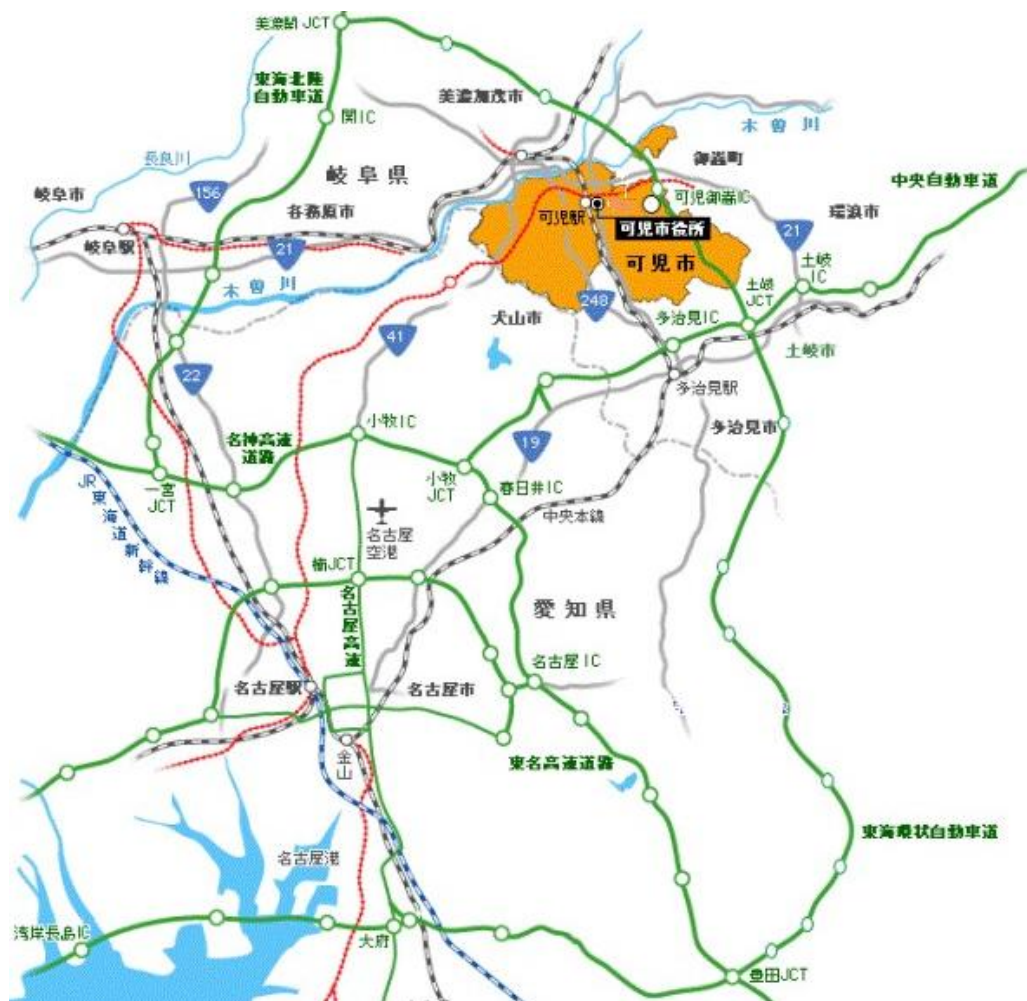 美濃関JCT
東海北陸
自動車道
関IC
美濃加茂市
木曽川
長良川
御嵩町
中央自動車道
岐阜県
156
岐阜市
各務原市
可児駅
可児御嵩IC
瑞浪市
岐阜駅
21
可児市役所
21
可児市
土岐
IC
木曽川
土岐
JCT
248
犬山市
多治見IC
41
土岐市
22
多治見駅
小牧IC
多治見市
名神高速
道路
19
小牧
JCT
一宮
JCT
春日井IC
JR東海道新幹線
中央本線
名古屋
空港
楠JCT
名古屋高速
愛知県
名古屋IC
名古屋駅
名古屋市
金山
東名高速道路
東海環状自動車道
名古屋港
湾岸長島IC
大府
豊田JCT